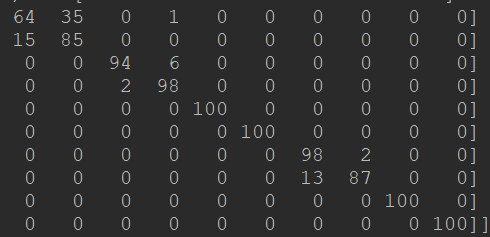 64 35 0 1 0 0 0 0 0 0]
15 85 0 0 0 0 0 0 0 0]
0 0 94 6 0 0 0 0 0 0]
0 0 2 98 0 0 0 0 0 0]
0 0 0 0 100 0 0 0 0 0]
0 0 0 0 0 100 0 0 0 0]
0 0 0 0 0 0 98 2 0 0]
0 0 0 0 0 0 13 87 0 0]
0 0 0 0 0 0 0 0 100 0]
0 0 0 0 0 0 0 0 0 100]]